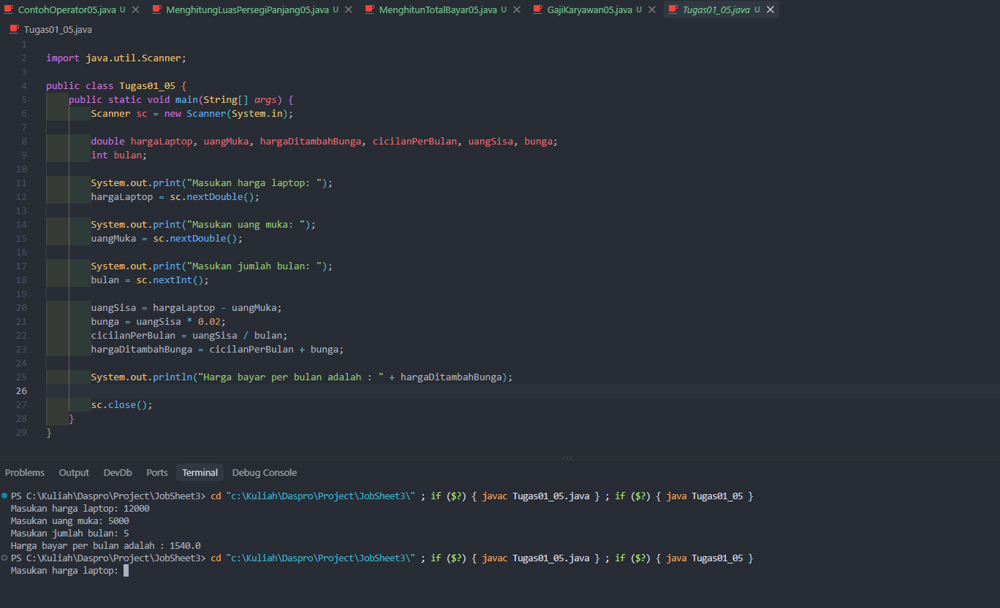 ContohOperator05.java U × MenghitungLuasPersegiPanjang05.java U × MenghitunTotalBayar05.java U × GajiKaryawan05.java U × Tugas01_05.java U ×
Tugas01_05.java
1
2 import java.util.Scanner;
3
4 public class Tugas01_05 {
5 public static void main(String[] args) {
6 Scanner sc = new Scanner(System.in);
7
8 double hargaLaptop, uangMuka, hargaDitambahBunga, cicilanPerBulan, uangSisa, bunga;
9 int bulan;
10
11 System.out.print("Masukan harga laptop: ");
12 hargaLaptop = sc.nextDouble();
13
14 System.out.print("Masukan uang muka: ");
15 uangMuka = sc.nextDouble();
16
17 System.out.print("Masukan jumlah bulan: ");
18 bulan = sc.nextInt();
19
20 uangSisa = hargaLaptop - uangMuka;
21 bunga = uangSisa * 0.02;
22 cicilanPerBulan = uangSisa / bulan;
23 hargaDitambahBunga = cicilanPerBulan + bunga;
24
25 System.out.println("Harga bayar per bulan adalah : " + hargaDitambahBunga);
26
27 sc.close();
28 }
29 }
Problems Output DevDb Ports Terminal Debug Console
PS C:\Kuliah\Daspro\Project\JobSheet3> cd "c:\Kuliah\Daspro\Project\JobSheet3\" ; if ($?) { javac Tugas01_05.java } ; if ($?) { java Tugas01_05 }
Masukan harga laptop: 12000
Masukan uang muka: 5000
Masukan jumlah bulan: 5
Harga bayar per bulan adalah : 1540.0
PS C:\Kuliah\Daspro\Project\JobSheet3> cd "c:\Kuliah\Daspro\Project\JobSheet3\" ; if ($?) { javac Tugas01_05.java } ; if ($?) { java Tugas01_05 }
Masukan harga laptop: